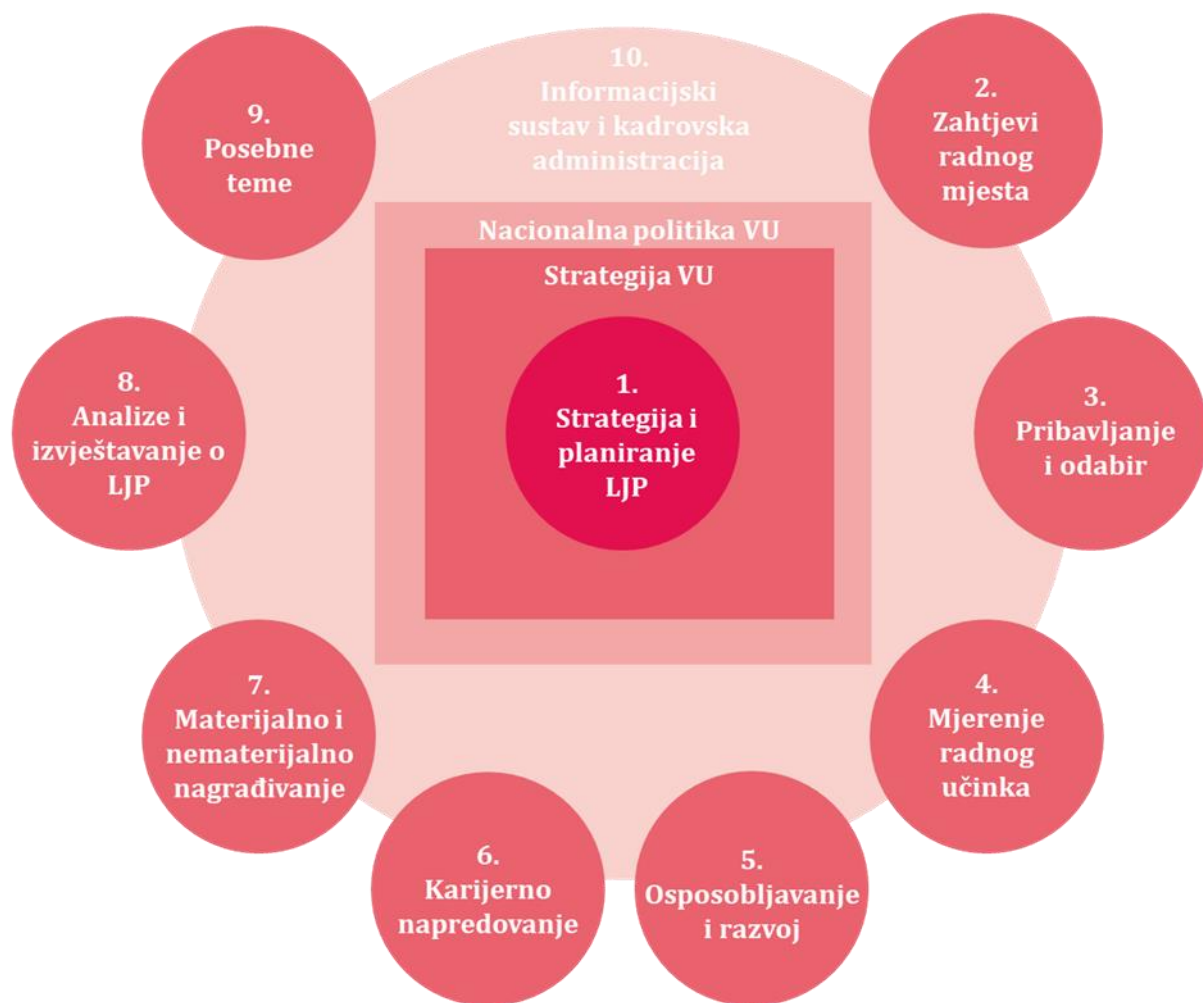 10.
Informacijski
sustav i kadrovska
administracija
Nacionalna politika VU
Strategija VU
1.
Strategija i
planiranje
LJP
2.
Zahtjevi
radnog
mjesta
3.
Pribavljanje
i odabir
4.
Mjerenje
radnog
učinka
5.
Osposobljavanje
i razvoj
6.
Karijerno
napredovanje
7.
Materijalno i
nematerijalno
nagrađivanje
8.
Analize i
izvještavanje o
LJP
9.
Posebne
teme